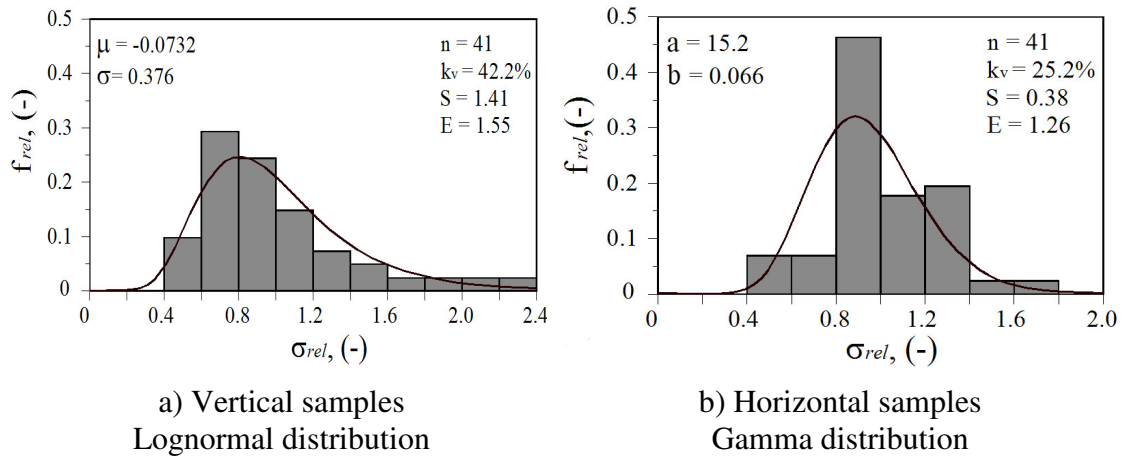 0.5
0.4
0.3
0.2
0.1
0
f rel, (-)
μ = -0.0732
σ= 0.376
n = 41
kᵥ = 42.2%
S = 1.41
E = 1.55
0 0.4 0.8 1.2 1.6 2.0 2.4
σrel, (-)
a) Vertical samples
Lognormal distribution
0.5
0.4
0.3
0.2
0.1
0
f rel,(-)
a = 15.2
b = 0.066
n = 41
kᵥ = 25.2%
S = 0.38
E = 1.26
0 0.4 0.8 1.2 1.6 2.0
σrel, (-)
b) Horizontal samples
Gamma distribution